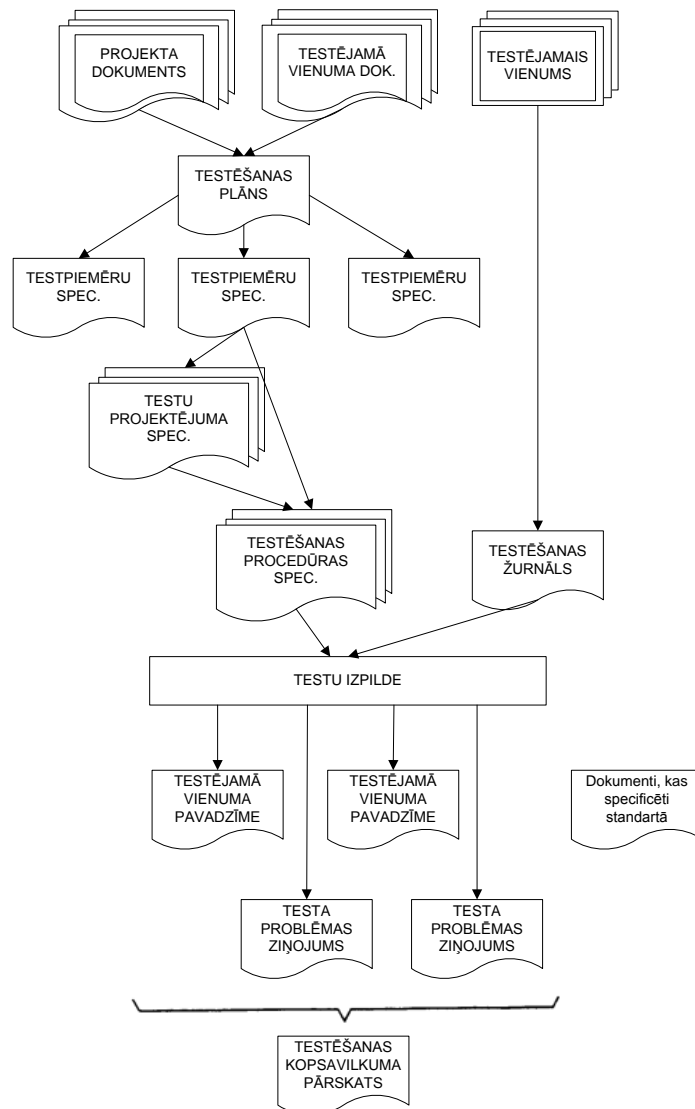 PROJEKTA
DOKUMENTS
TESTĒJAMĀ
VIENUMA DOK.
TESTĒJAMAIS
VIENUMS
TESTĒŠANAS
PLĀNS
TESTPIEMĒRU
SPEC.
TESTPIEMĒRU
SPEC.
TESTPIEMĒRU
SPEC.
TESTU
PROJEKTĒJUMA
SPEC.
TESTĒŠANAS
PROCEDŪRAS
SPEC.
TESTĒŠANAS
ŽURNĀLS
TESTU IZPILDE
TESTĒJAMĀ
VIENUMA
PAVADZĪME
TESTĒJAMĀ
VIENUMA
PAVADZĪME
Dokumenti, kas
specificēti
standartā
TESTA
PROBLĒMAS
ZIŅOJUMS
TESTA
PROBLĒMAS
ZIŅOJUMS
TESTĒŠANAS
KOPSAVILKUMA
PĀRSKATS